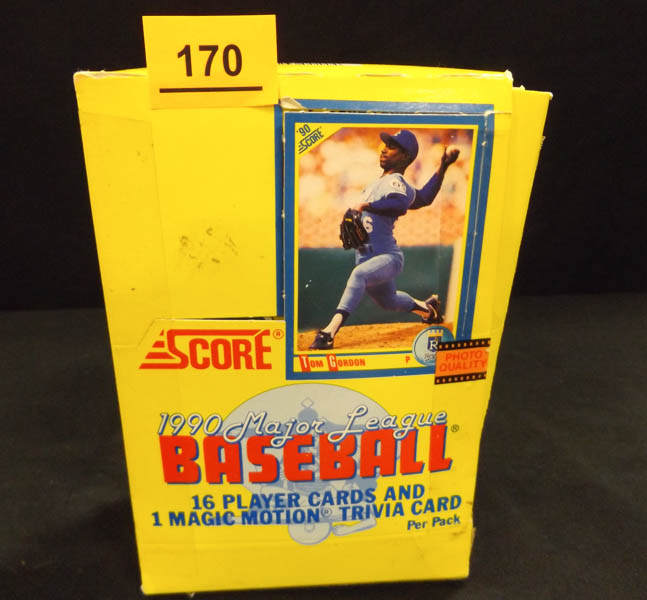 170
'90
SCORE
TOM GORDON P
SCORE®
PHOTO
QUALITY
1990 Major League
BASEBALL®
16 PLAYER CARDS AND
1 MAGIC MOTION® TRIVIA CARD
Per Pack